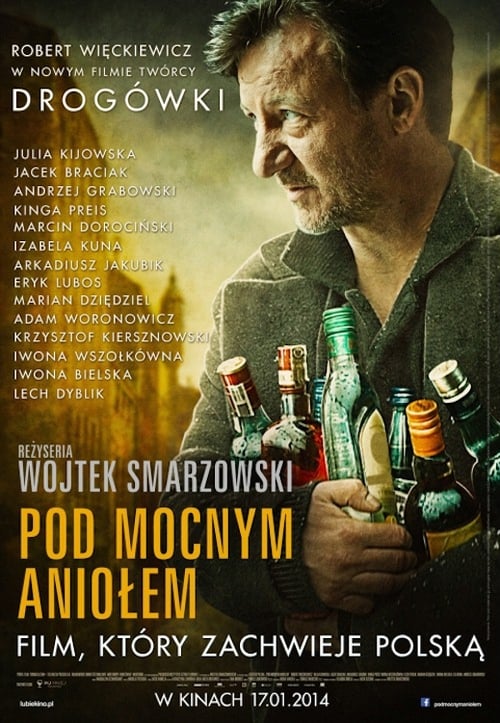 ROBERT WIĘCKIEWICZ
W NOWYM FILMIE TWÓRCY
DROGÓWKI
JULIA KIJOWSKA
JACEK BRACIAK
ANDRZEJ GRABOWSKI
KINGA PREIS
MARCIN DOROCIŃSKI
IZABELA KUNA
ARKADIUSZ JAKUBIK
ERYK LUBOS
MARIAN DZIĘDZIEL
ADAM WORONOWICZ
KRZYSZTOF KIERSZNOWSKI
IWONA WSZOŁKÓWNA
IWONA BIELSKA
LECH DYBLIK
REŻYSERIA
WOJTEK SMARZOWSKI
POD MOCNYM
ANIOŁEM
FILM, KTÓRY ZACHWIEJE POLSKĄ
lubiekino.pl
W KINACH 17.01.2014
podmocnymaniolem